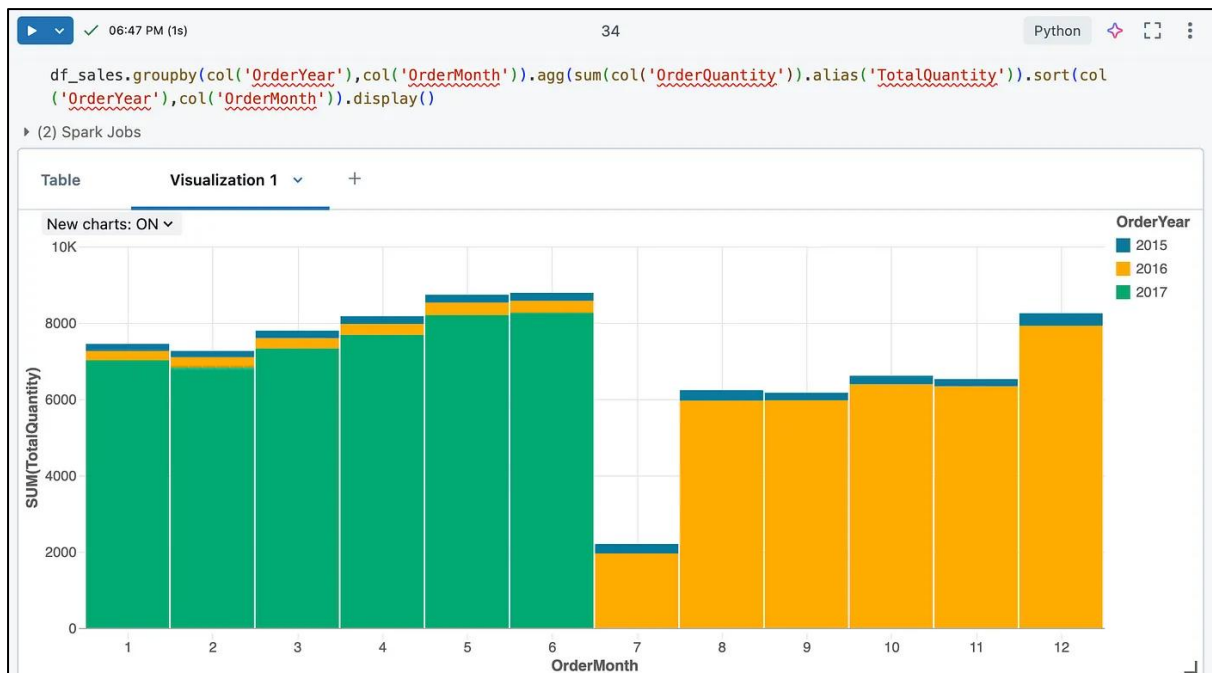 06:47 PM (1s)
34
Python
df_sales.groupby(col('OrderYear'),col('OrderMonth')).agg(sum(col('OrderQuantity')).alias('TotalQuantity')).sort(col
('OrderYear'),col('OrderMonth')).display()
(2) Spark Jobs
Table
Visualization 1
+
New charts: ON
OrderYear
2015
2016
2017
10K
8000
6000
4000
2000
0
SUM(TotalQuantity)
1 2 3 4 5 6 7 8 9 10 11 12
OrderMonth